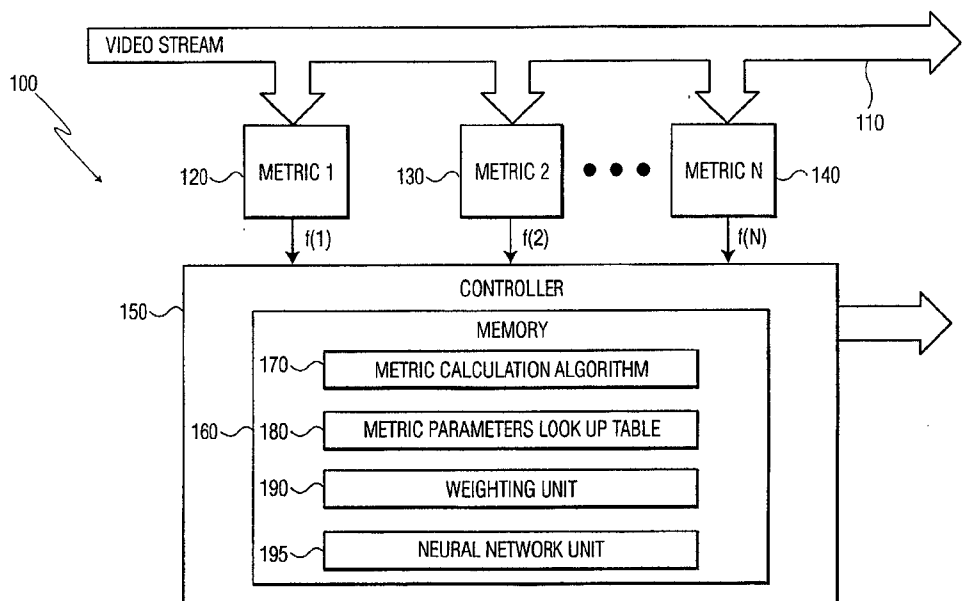 VIDEO STREAM
100
110
120
METRIC 1
130
METRIC 2
METRIC N
140
f(1)
f(2)
f(N)
CONTROLLER
150
MEMORY
170
METRIC CALCULATION ALGORITHM
160
180
METRIC PARAMETERS LOOK UP TABLE
190
WEIGHTING UNIT
195
NEURAL NETWORK UNIT